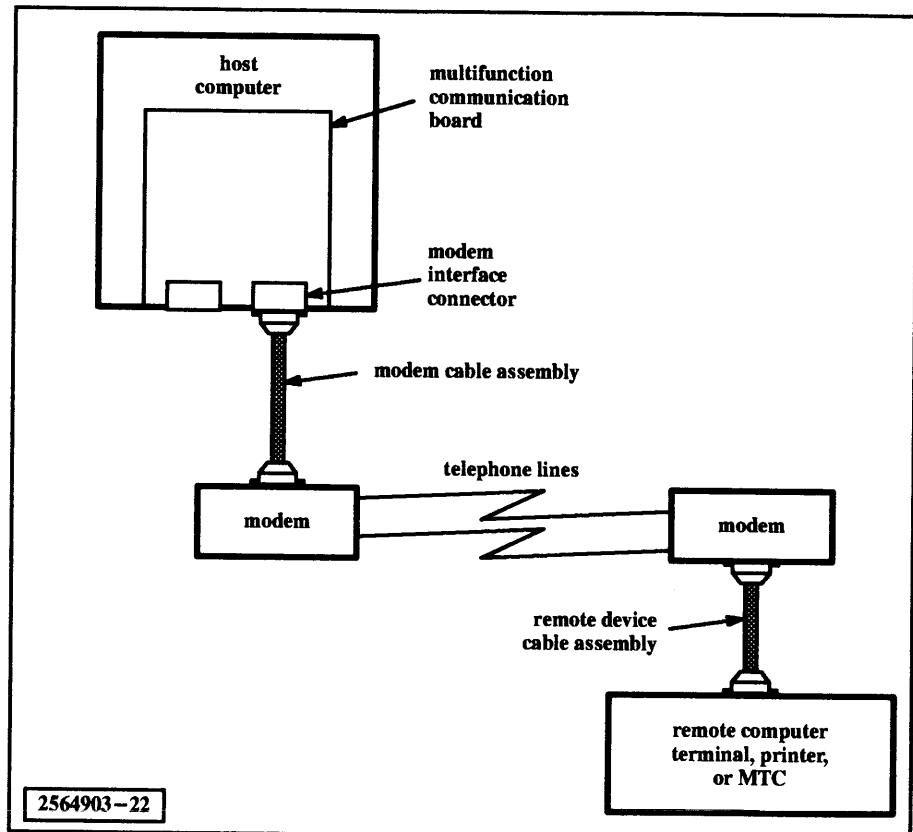 host
computer
multifunction
communication
board
modem
interface
connector
modem cable assembly
telephone lines
modem
modem
remote device
cable assembly
remote computer
terminal, printer,
or MTC
2564903-22